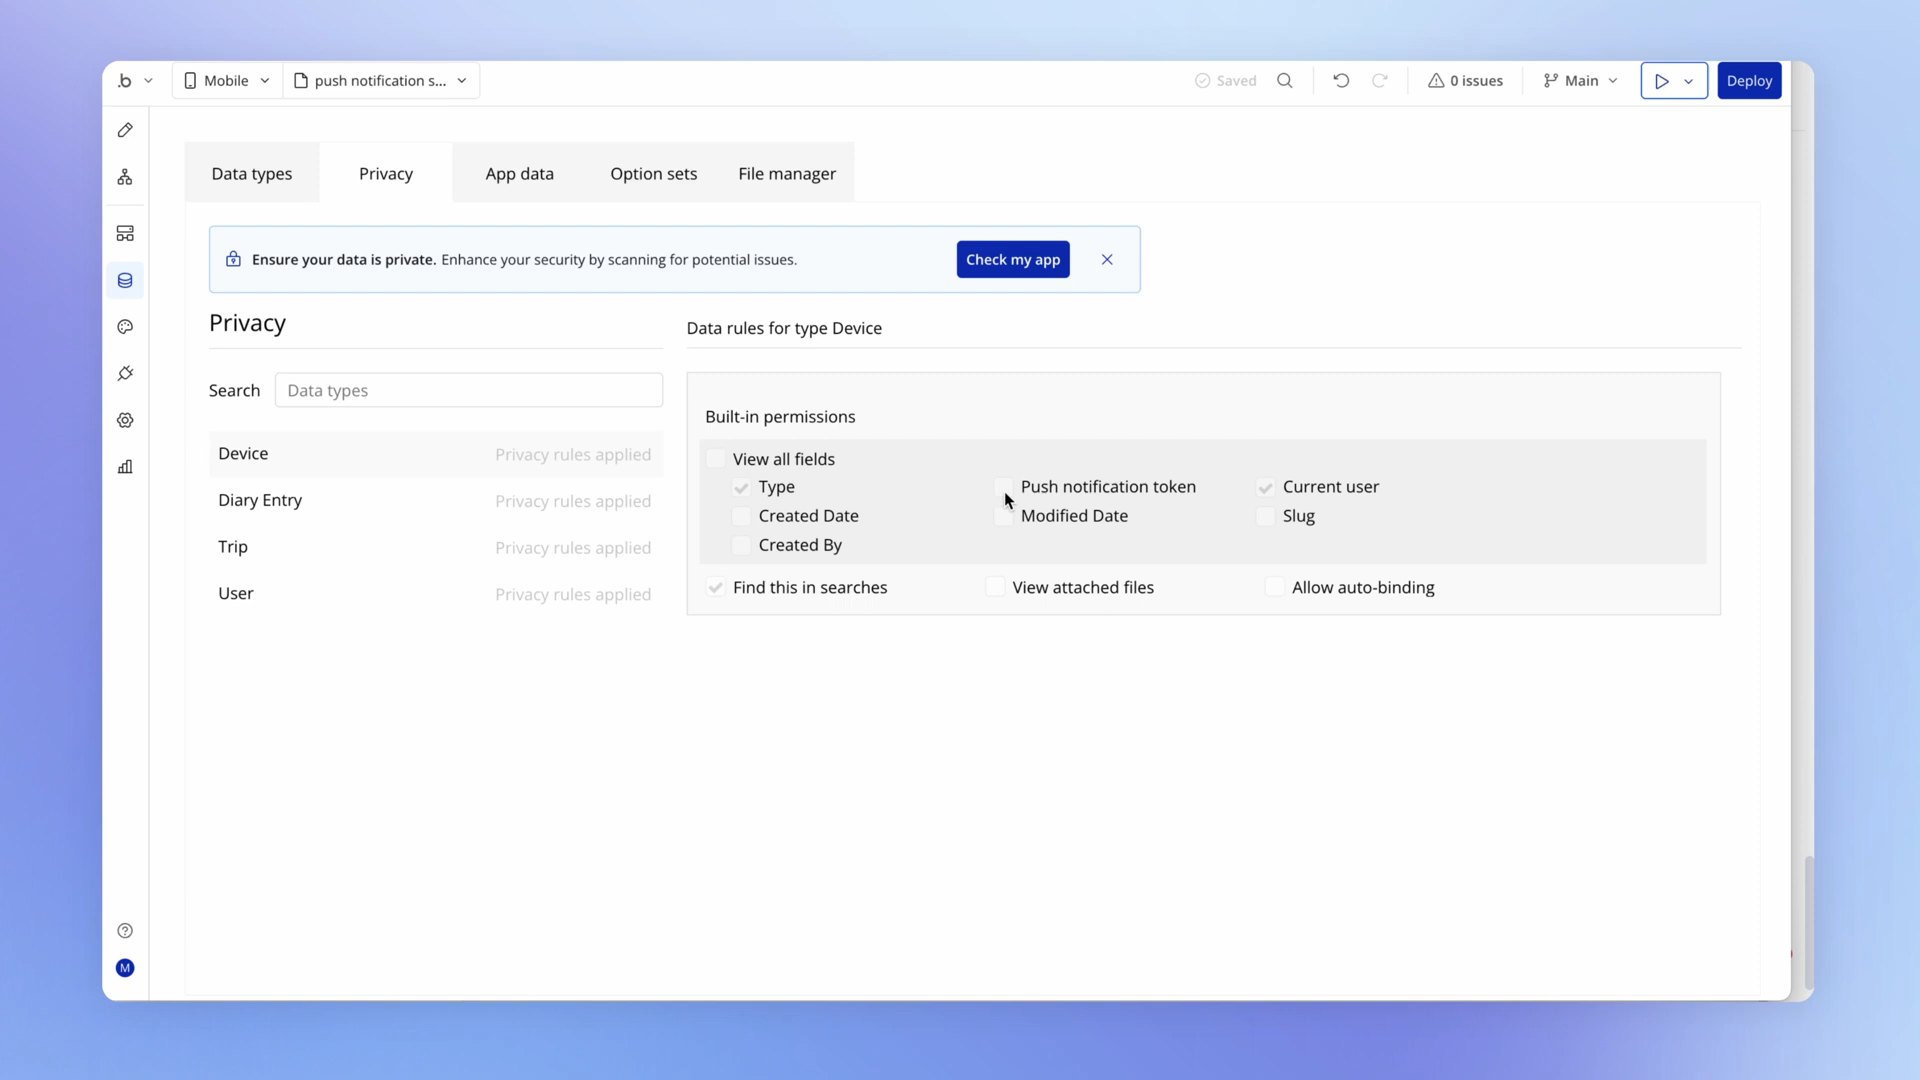 .b
Mobile
push notification s...
Saved
0 issues
Main
Deploy
Data types
Privacy
App data
Option sets
File manager
Ensure your data is private. Enhance your security by scanning for potential issues.
Check my app
Privacy
Data rules for type Device
Search
Data types
Built-in permissions
Device
Privacy rules applied
View all fields
Type
Push notification token
Current user
Diary Entry
Privacy rules applied
Created Date
Modified Date
Slug
Trip
Privacy rules applied
Created By
User
Privacy rules applied
Find this in searches
View attached files
Allow auto-binding
M